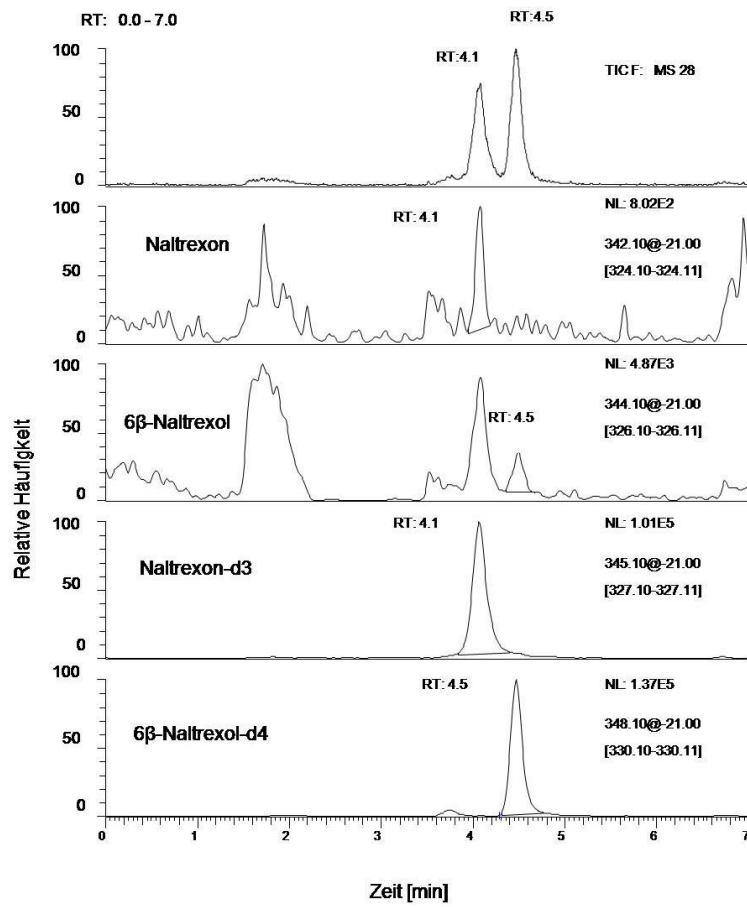 RT: 0.0 - 7.0
RT:4.5
RT:4.1
TIC F: MS 28
100
50
0
NL: 8.02E2
RT: 4.1
Naltrexon
342.10@-21.00
[324.10-324.11]
100
50
0
NL: 4.87E3
344.10@-21.00
6β-Naltrexol
RT: 4.5
[326.10-326.11]
100
50
0
NL: 1.01E5
RT: 4.1
345.10@-21.00
Naltrexon-d3
[327.10-327.11]
100
50
0
NL: 1.37E5
RT: 4.5
348.10@-21.00
6β-Naltrexol-d4
[330.10-330.11]
100
50
0
0 1 2 3 4 5 6 7
Relative Häufigkeit
Zeit [min]